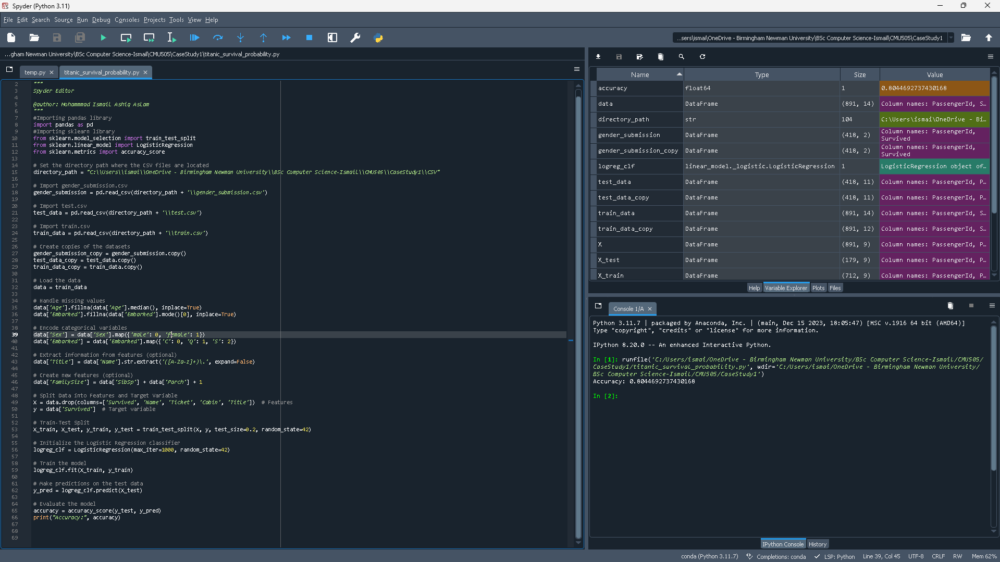 Spyder (Python 3.11)
File Edit Search Source Run Debug Consoles Projects Tools View Help
...sers\ismai\OneDrive - Birmingham Newman University\BSc Computer Science-Ismail\CMU505\CaseStudy1
...gham Newman University\BSc Computer Science-Ismail\CMU505\CaseStudy1\titanic_survival_probability.py
temp.py titanic_survival_probability.py
2 """
3 Spyder Editor
4
5 @author: Mohammmad Ismail Ashiq Aslam
6 """
7 #Importing pandas library
8 import pandas as pd
9 #Importing sklearn library
10 from sklearn.model_selection import train_test_split
11 from sklearn.linear_model import LogisticRegression
12 from sklearn.metrics import accuracy_score
13
14 # Set the directory path where the CSV files are located
15 directory_path = "C:\\Users\\ismai\\OneDrive - Birmingham Newman University\\BSc Computer Science-Ismail\\CMU505\\CaseStudy1\\CSV"
16
17 # Import gender_submission.csv
18 gender_submission = pd.read_csv(directory_path + '\\gender_submission.csv')
19
20 # Import test.csv
21 test_data = pd.read_csv(directory_path + '\\test.csv')
22
23 # Import train.csv
24 train_data = pd.read_csv(directory_path + '\\train.csv')
25
26 # Create copies of the datasets
27 gender_submission_copy = gender_submission.copy()
28 test_data_copy = test_data.copy()
29 train_data_copy = train_data.copy()
30
31 # Load the data
32 data = train_data
33
34 # Handle missing values
35 data['Age'].fillna(data['Age'].median(), inplace=True)
36 data['Embarked'].fillna(data['Embarked'].mode()[0], inplace=True)
37
38 # Encode categorical variables
39 data['Sex'] = data['Sex'].map({'male': 0, 'female': 1})
40 data['Embarked'] = data['Embarked'].map({'C': 0, 'Q': 1, 'S': 2})
41
42 # Extract information from features (optional)
43 data['Title'] = data['Name'].str.extract('([A-Za-z]+)\.', expand=False)
44
45 # Create new features (optional)
46 data['FamilySize'] = data['SibSp'] + data['Parch'] + 1
47
48 # Split Data into Features and Target Variable
49 X = data.drop(columns=['Survived', 'Name', 'Ticket', 'Cabin', 'Title']) # Features
50 y = data['Survived'] # Target variable
51
52 # Train-Test Split
53 X_train, X_test, y_train, y_test = train_test_split(X, y, test_size=0.2, random_state=42)
54
55 # Initialize the Logistic Regression classifier
56 logreg_clf = LogisticRegression(max_iter=1000, random_state=42)
57
58 # Train the model
59 logreg_clf.fit(X_train, y_train)
60
61 # Make predictions on the test data
62 y_pred = logreg_clf.predict(X_test)
63
64 # Evaluate the model
65 accuracy = accuracy_score(y_test, y_pred)
66 print("Accuracy:", accuracy)
67
68
69
Name Type Size Value
accuracy float64 1 0.8044692737430168
data DataFrame (891, 14) Column names: PassengerId, S…
directory_path str 104 C:\Users\ismai\OneDrive - Bi…
gender_submission DataFrame (418, 2) Column names: PassengerId,
Survived
gender_submission_copy DataFrame (418, 2) Column names: PassengerId,
Survived
logreg_clf linear_model._logistic.LogisticRegression 1 LogisticRegression object of…
test_data DataFrame (418, 11) Column names: PassengerId, P…
test_data_copy DataFrame (418, 11) Column names: PassengerId, P…
train_data DataFrame (891, 14) Column names: PassengerId, S…
train_data_copy DataFrame (891, 12) Column names: PassengerId, S…
X DataFrame (891, 9) Column names: PassengerId, P…
X_test DataFrame (179, 9) Column names: PassengerId, P…
X_train DataFrame (712, 9) Column names: PassengerId, P…
Help Variable Explorer Plots Files
Console 1/A
Python 3.11.7 | packaged by Anaconda, Inc. | (main, Dec 15 2023, 18:05:47) [MSC v.1916 64 bit (AMD64)]
Type "copyright", "credits" or "license" for more information.
IPython 8.20.0 -- An enhanced Interactive Python.
In [1]: runfile('C:/Users/ismai/OneDrive - Birmingham Newman University/BSc Computer Science-Ismail/CMU505/
CaseStudy1/titanic_survival_probability.py', wdir='C:/Users/ismai/OneDrive - Birmingham Newman University/
BSc Computer Science-Ismail/CMU505/CaseStudy1')
Accuracy: 0.8044692737430168
In [2]:
IPython Console History
conda (Python 3.11.7) Completions: conda LSP: Python Line 39, Col 45 UTF-8 CRLF RW Mem 62%